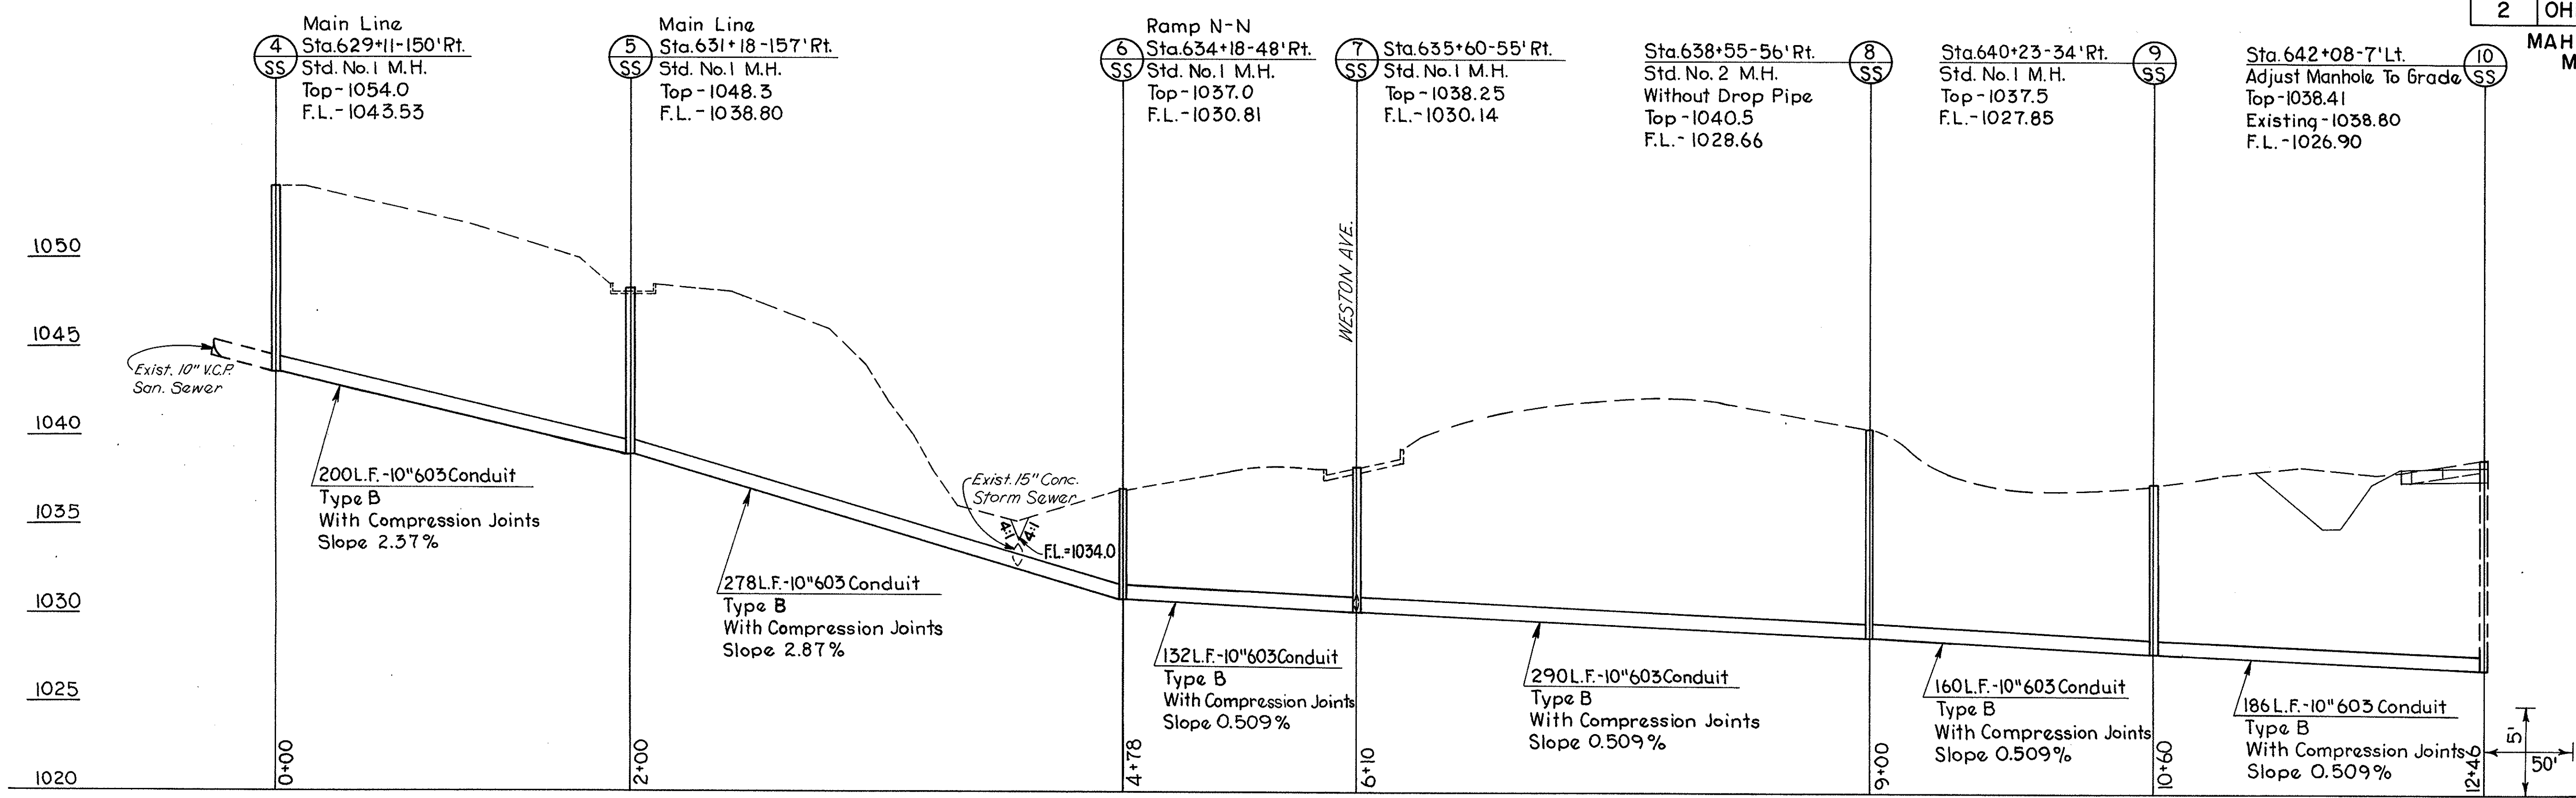 2 OH
MAH
M
4
SS
Main Line
Sta.629+11-150'Rt.
Std. No.1 M.H.
Top-1054.0
F.L.-1043.53
5
SS
Main Line
Sta.631+18-157'Rt.
Std. No.1 M.H.
Top-1048.3
F.L.-1038.80
6
SS
Ramp N-N
Sta.634+18-48'Rt.
Std. No.1 M.H.
Top-1037.0
F.L.-1030.81
7
SS
Sta.635+60-55'Rt.
Std. No.1 M.H.
Top-1038.25
F.L.-1030.14
8
SS
Sta.638+55-56'Rt.
Std. No.2 M.H.
Without Drop Pipe
Top-1040.5
F.L.-1028.66
9
SS
Sta.640+23-34'Rt.
Std. No.1 M.H.
Top-1037.5
F.L.-1027.85
10
SS
Sta.642+08-7'Lt.
Adjust Manhole To Grade
Top-1038.41
Existing-1038.80
F.L.-1026.90
1050
1045
1040
1035
1030
1025
1020
WESTON AVE.
Exist. 10" V.C.P.
San. Sewer
200L.F.-10"603Conduit
Type B
With Compression Joints
Slope 2.37%
278L.F.-10"603Conduit
Type B
With Compression Joints
Slope 2.87%
Exist.15"Conc.
Storm Sewer
4:1
4:1
F.L.=1034.0
132L.F.-10"603Conduit
Type B
With Compression Joints
Slope 0.509%
290L.F.-10"603Conduit
Type B
With Compression Joints
Slope 0.509%
160L.F.-10"603Conduit
Type B
With Compression Joints
Slope 0.509%
186L.F.-10"603Conduit
Type B
With Compression Joints
Slope 0.509%
0+00
2+00
4+78
6+10
9+00
10+60
12+46
5'
50'